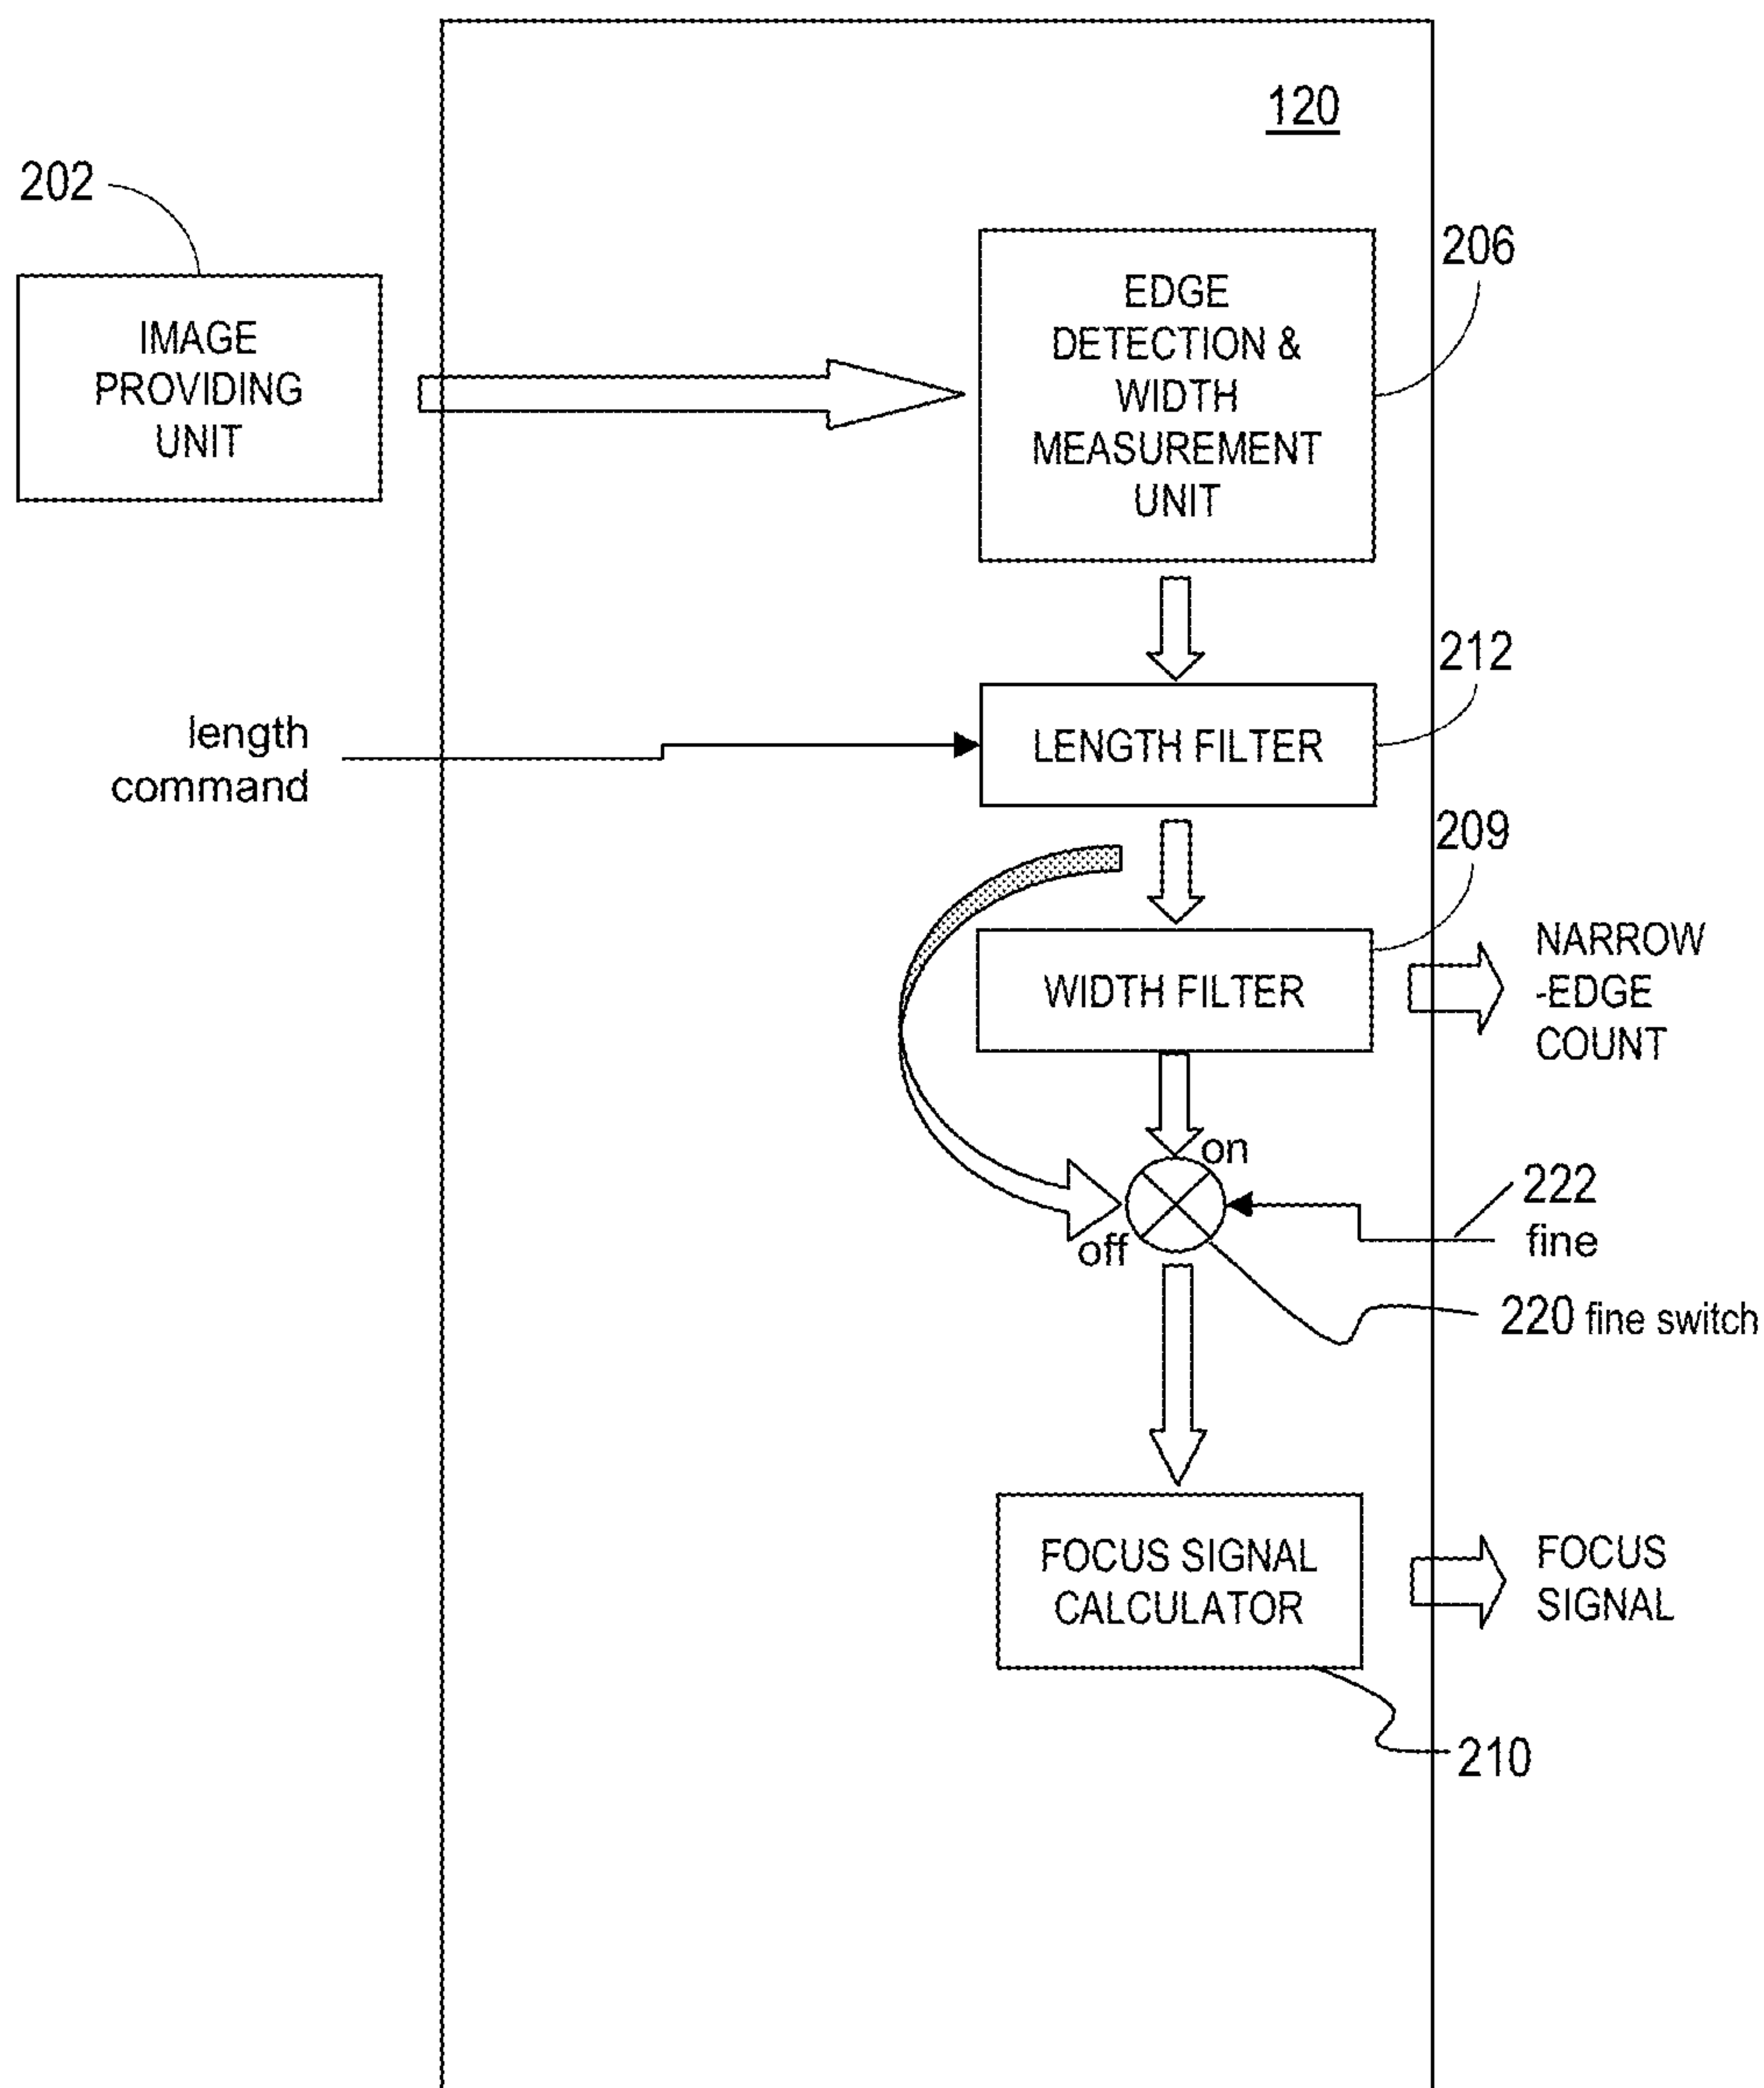 120
202
IMAGE
PROVIDING
UNIT
206
EDGE
DETECTION &
WIDTH
MEASUREMENT
UNIT
212
length
command
LENGTH FILTER
209
WIDTH FILTER
NARROW
-EDGE
COUNT
on
off
222
fine
220 fine switch
FOCUS SIGNAL
CALCULATOR
FOCUS
SIGNAL
210